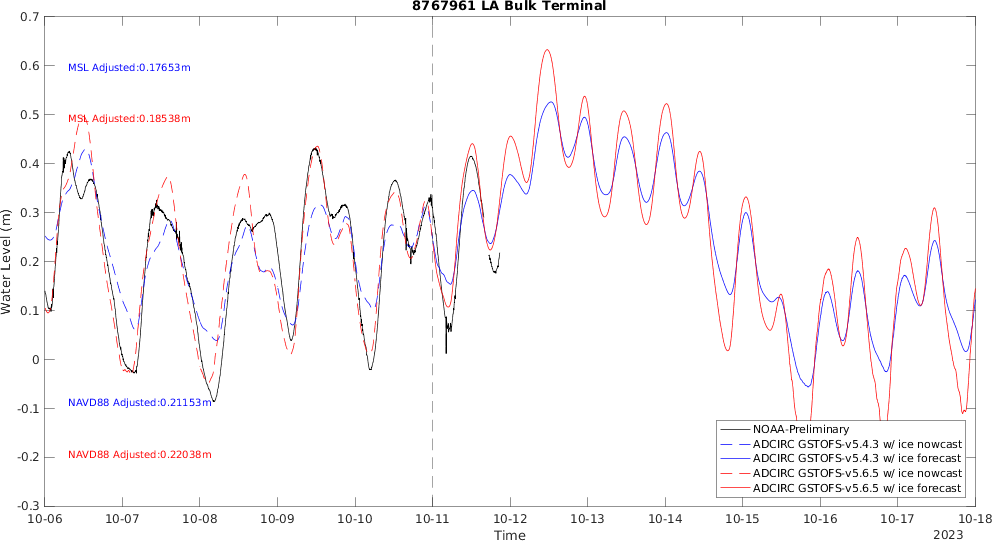 8767961 LA Bulk Terminal
0.7
0.6
0.5
0.4
0.3
0.2
0.1
0
-0.1
-0.2
-0.3
Water Level (m)
MSL Adjusted:0.17653m
MSL Adjusted:0.18538m
NAVD88 Adjusted:0.21153m
NAVD88 Adjusted:0.22038m
NOAA-Preliminary
ADCIRC GSTOFS-v5.4.3 w/ ice nowcast
ADCIRC GSTOFS-v5.4.3 w/ ice forecast
ADCIRC GSTOFS-v5.6.5 w/ ice nowcast
ADCIRC GSTOFS-v5.6.5 w/ ice forecast
10-06 10-07 10-08 10-09 10-10 10-11 10-12 10-13 10-14 10-15 10-16 10-17 10-18
Time
2023